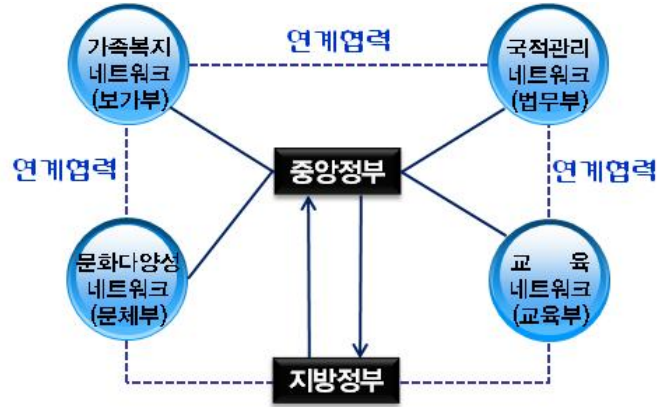 가족복지
네트워크
(보가부)
연계협력
국적관리
네트워크
(법무부)
연계협력
중앙정부
연계협력
문화다양성
네트워크
(문체부)
교 육
네트워크
(교육부)
지방정부